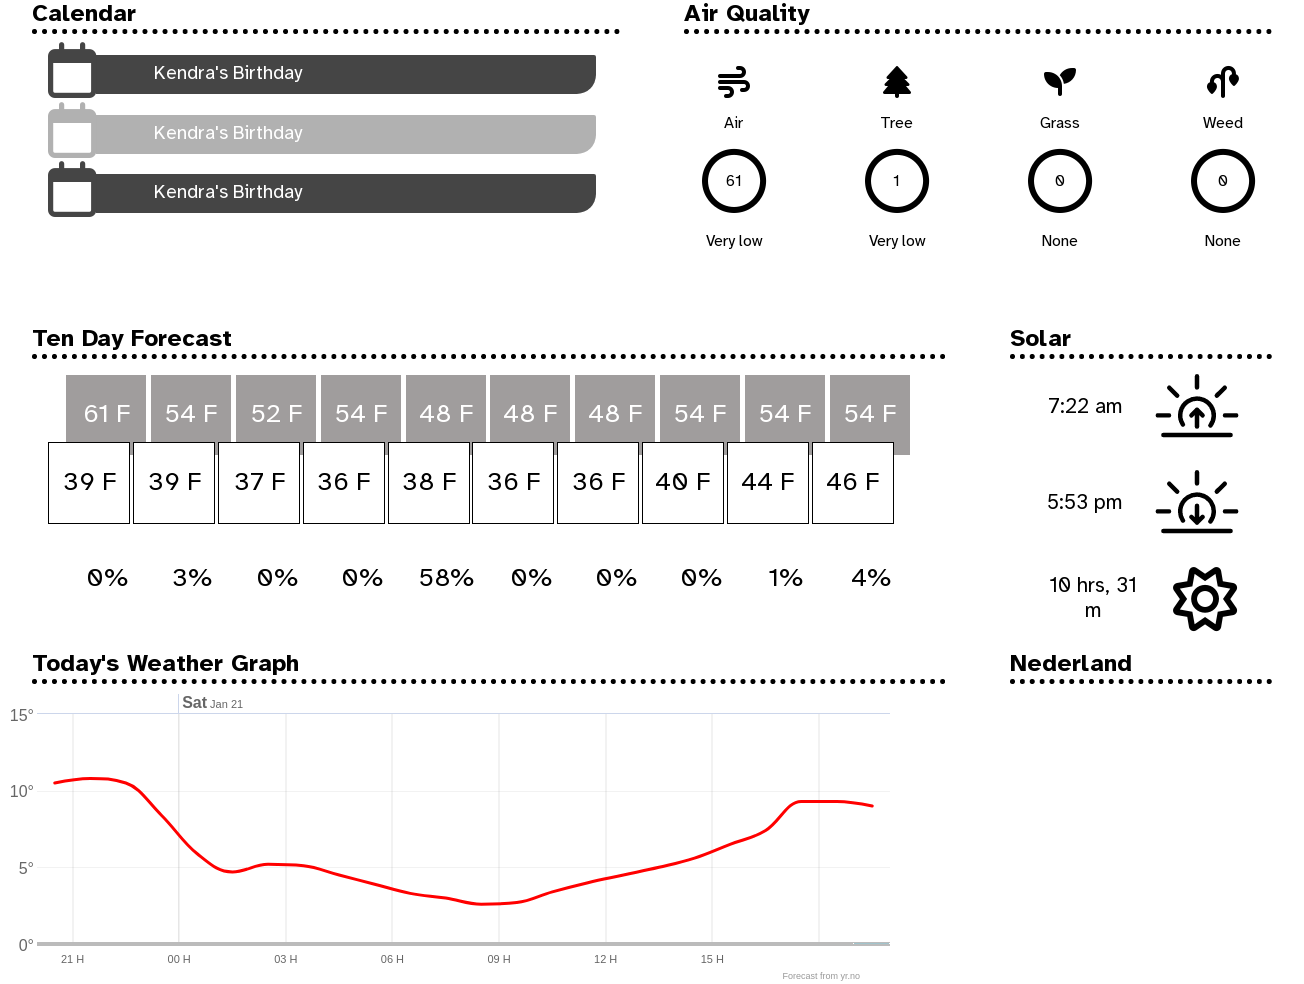 Calendar
Kendra's Birthday
Kendra's Birthday
Kendra's Birthday
Air Quality
Air Tree Grass Weed
61 1 0 0
Very low Very low None None
Ten Day Forecast
61 F 54 F 52 F 54 F 48 F 48 F 48 F 54 F 54 F 54 F
39 F 39 F 37 F 36 F 38 F 36 F 36 F 40 F 44 F 46 F
0% 3% 0% 0% 58% 0% 0% 0% 1% 4%
Solar
7:22 am
5:53 pm
10 hrs, 31
m
Today's Weather Graph
Sat Jan 21
15°
10°
5°
0°
21 H 00 H 03 H 06 H 09 H 12 H 15 H
Forecast from yr.no
Nederland